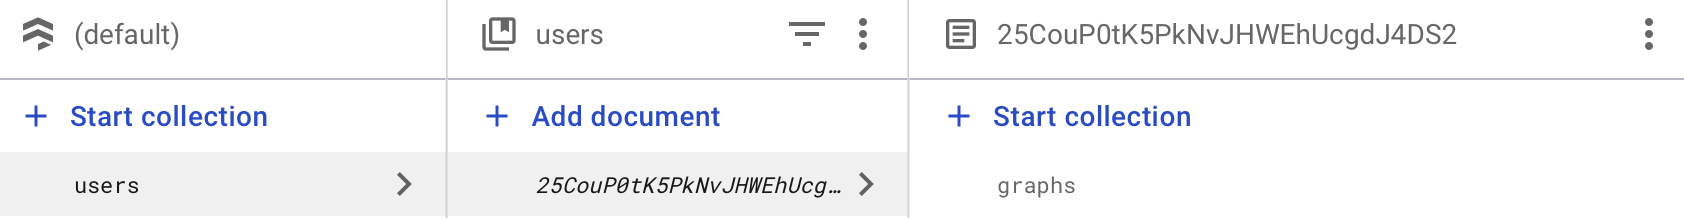 (default)
users
25CouP0tK5PkNvJHWEhUcgdJ4DS2
Start collection
Add document
Start collection
users
25CouP0tK5PkNvJHWEhUcg…
graphs